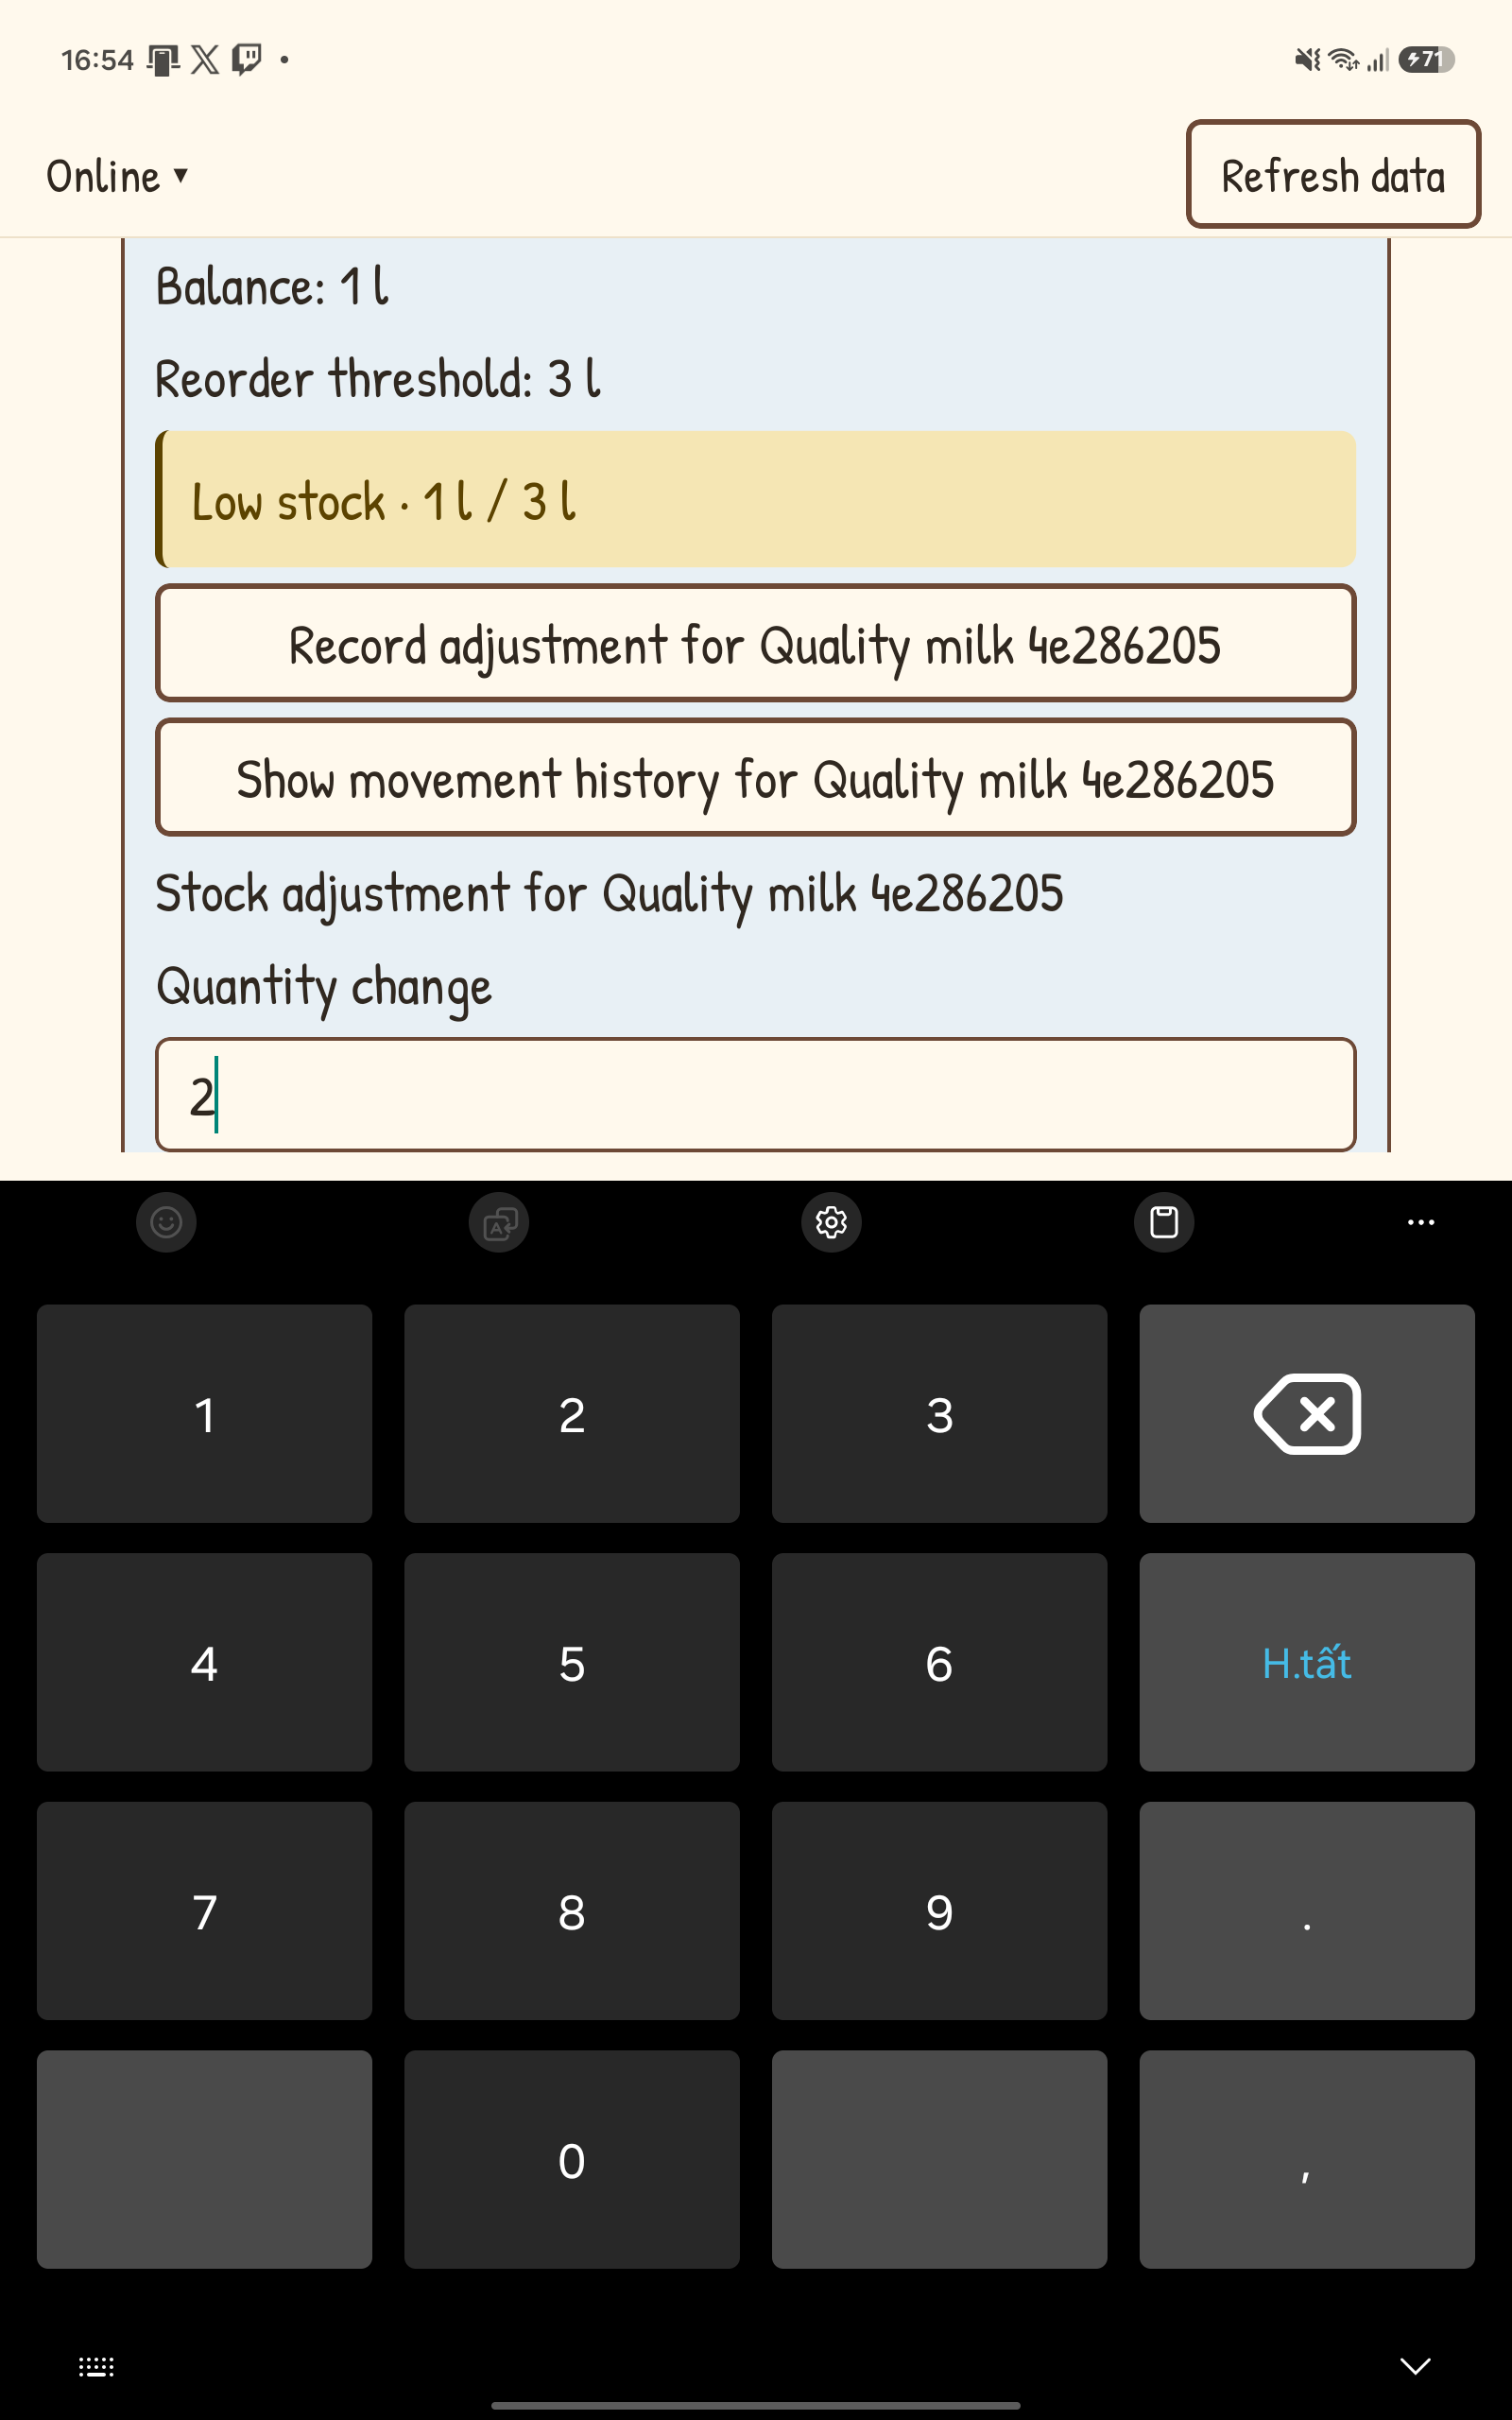 16:54
71
Online ▾
Refresh data
Balance: 1 l
Reorder threshold: 3 l
Low stock · 1 l / 3 l
Record adjustment for Quality milk 4e286205
Show movement history for Quality milk 4e286205
Stock adjustment for Quality milk 4e286205
Quantity change
2
1 2 3
4 5 6 H.tất
7 8 9 .
0 ,